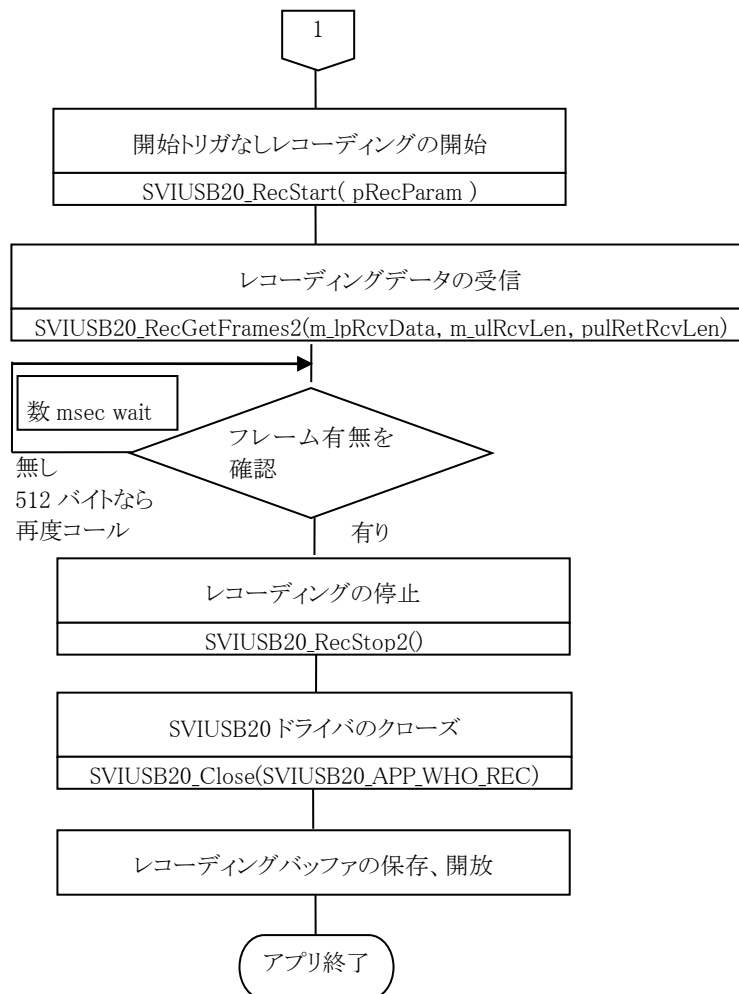 1
開始トリガなしレコーディングの開始
SVIUSB20_RecStart( pRecParam )
レコーディングデータの受信
SVIUSB20_RecGetFrames2(m_lpRcvData, m_ulRcvLen, pulRetRcvLen)
数 msec wait
フレーム有無を
確認
無し
512 バイトなら
再度コール
有り
レコーディングの停止
SVIUSB20_RecStop2()
SVIUSB20 ドライバのクローズ
SVIUSB20_Close(SVIUSB20_APP_WHO_REC)
レコーディングバッファの保存、開放
アプリ終了